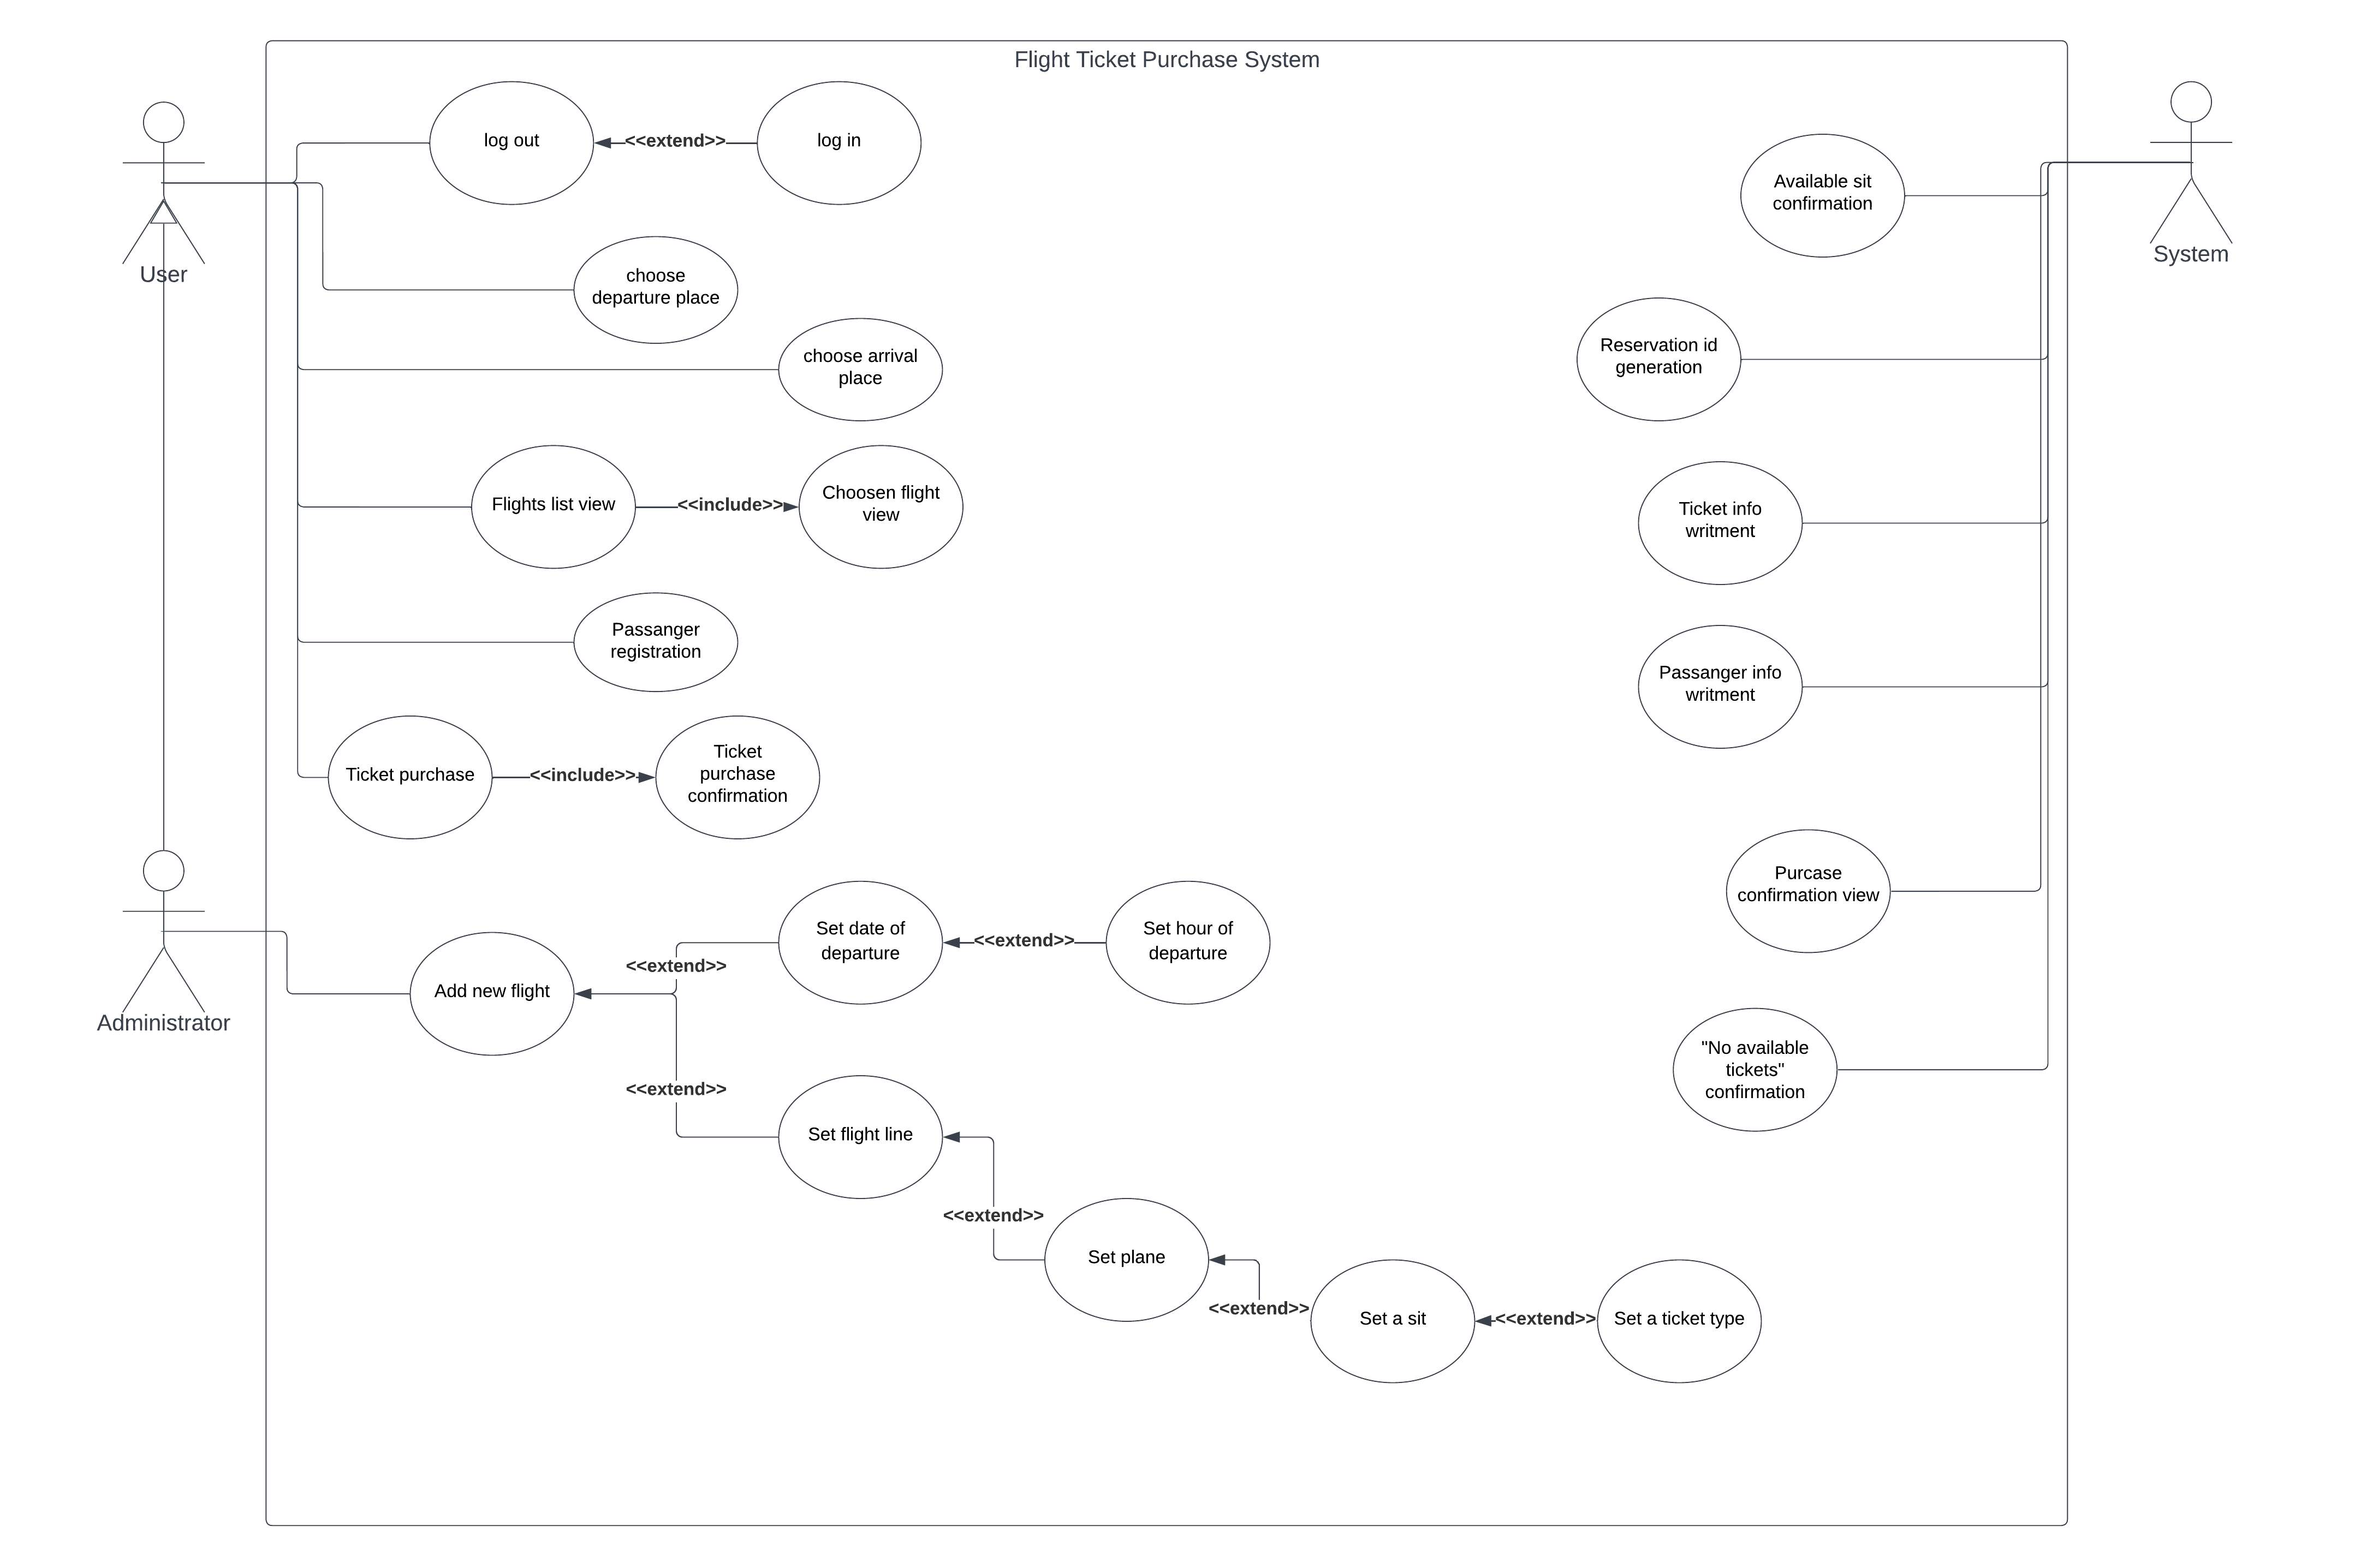 Flight Ticket Purchase System
log out
<<extend>>
log in
User
choose
departure place
choose arrival
place
Flights list view
<<include>>
Choosen flight
view
Passanger
registration
Ticket purchase
<<include>>
Ticket
purchase
confirmation
Administrator
Add new flight
<<extend>>
Set date of
departure
<<extend>>
Set hour of
departure
<<extend>>
Set flight line
<<extend>>
Set plane
<<extend>>
Set a sit
<<extend>>
Set a ticket type
System
Available sit
confirmation
Reservation id
generation
Ticket info
writment
Passanger info
writment
Purcase
confirmation view
"No available
tickets"
confirmation